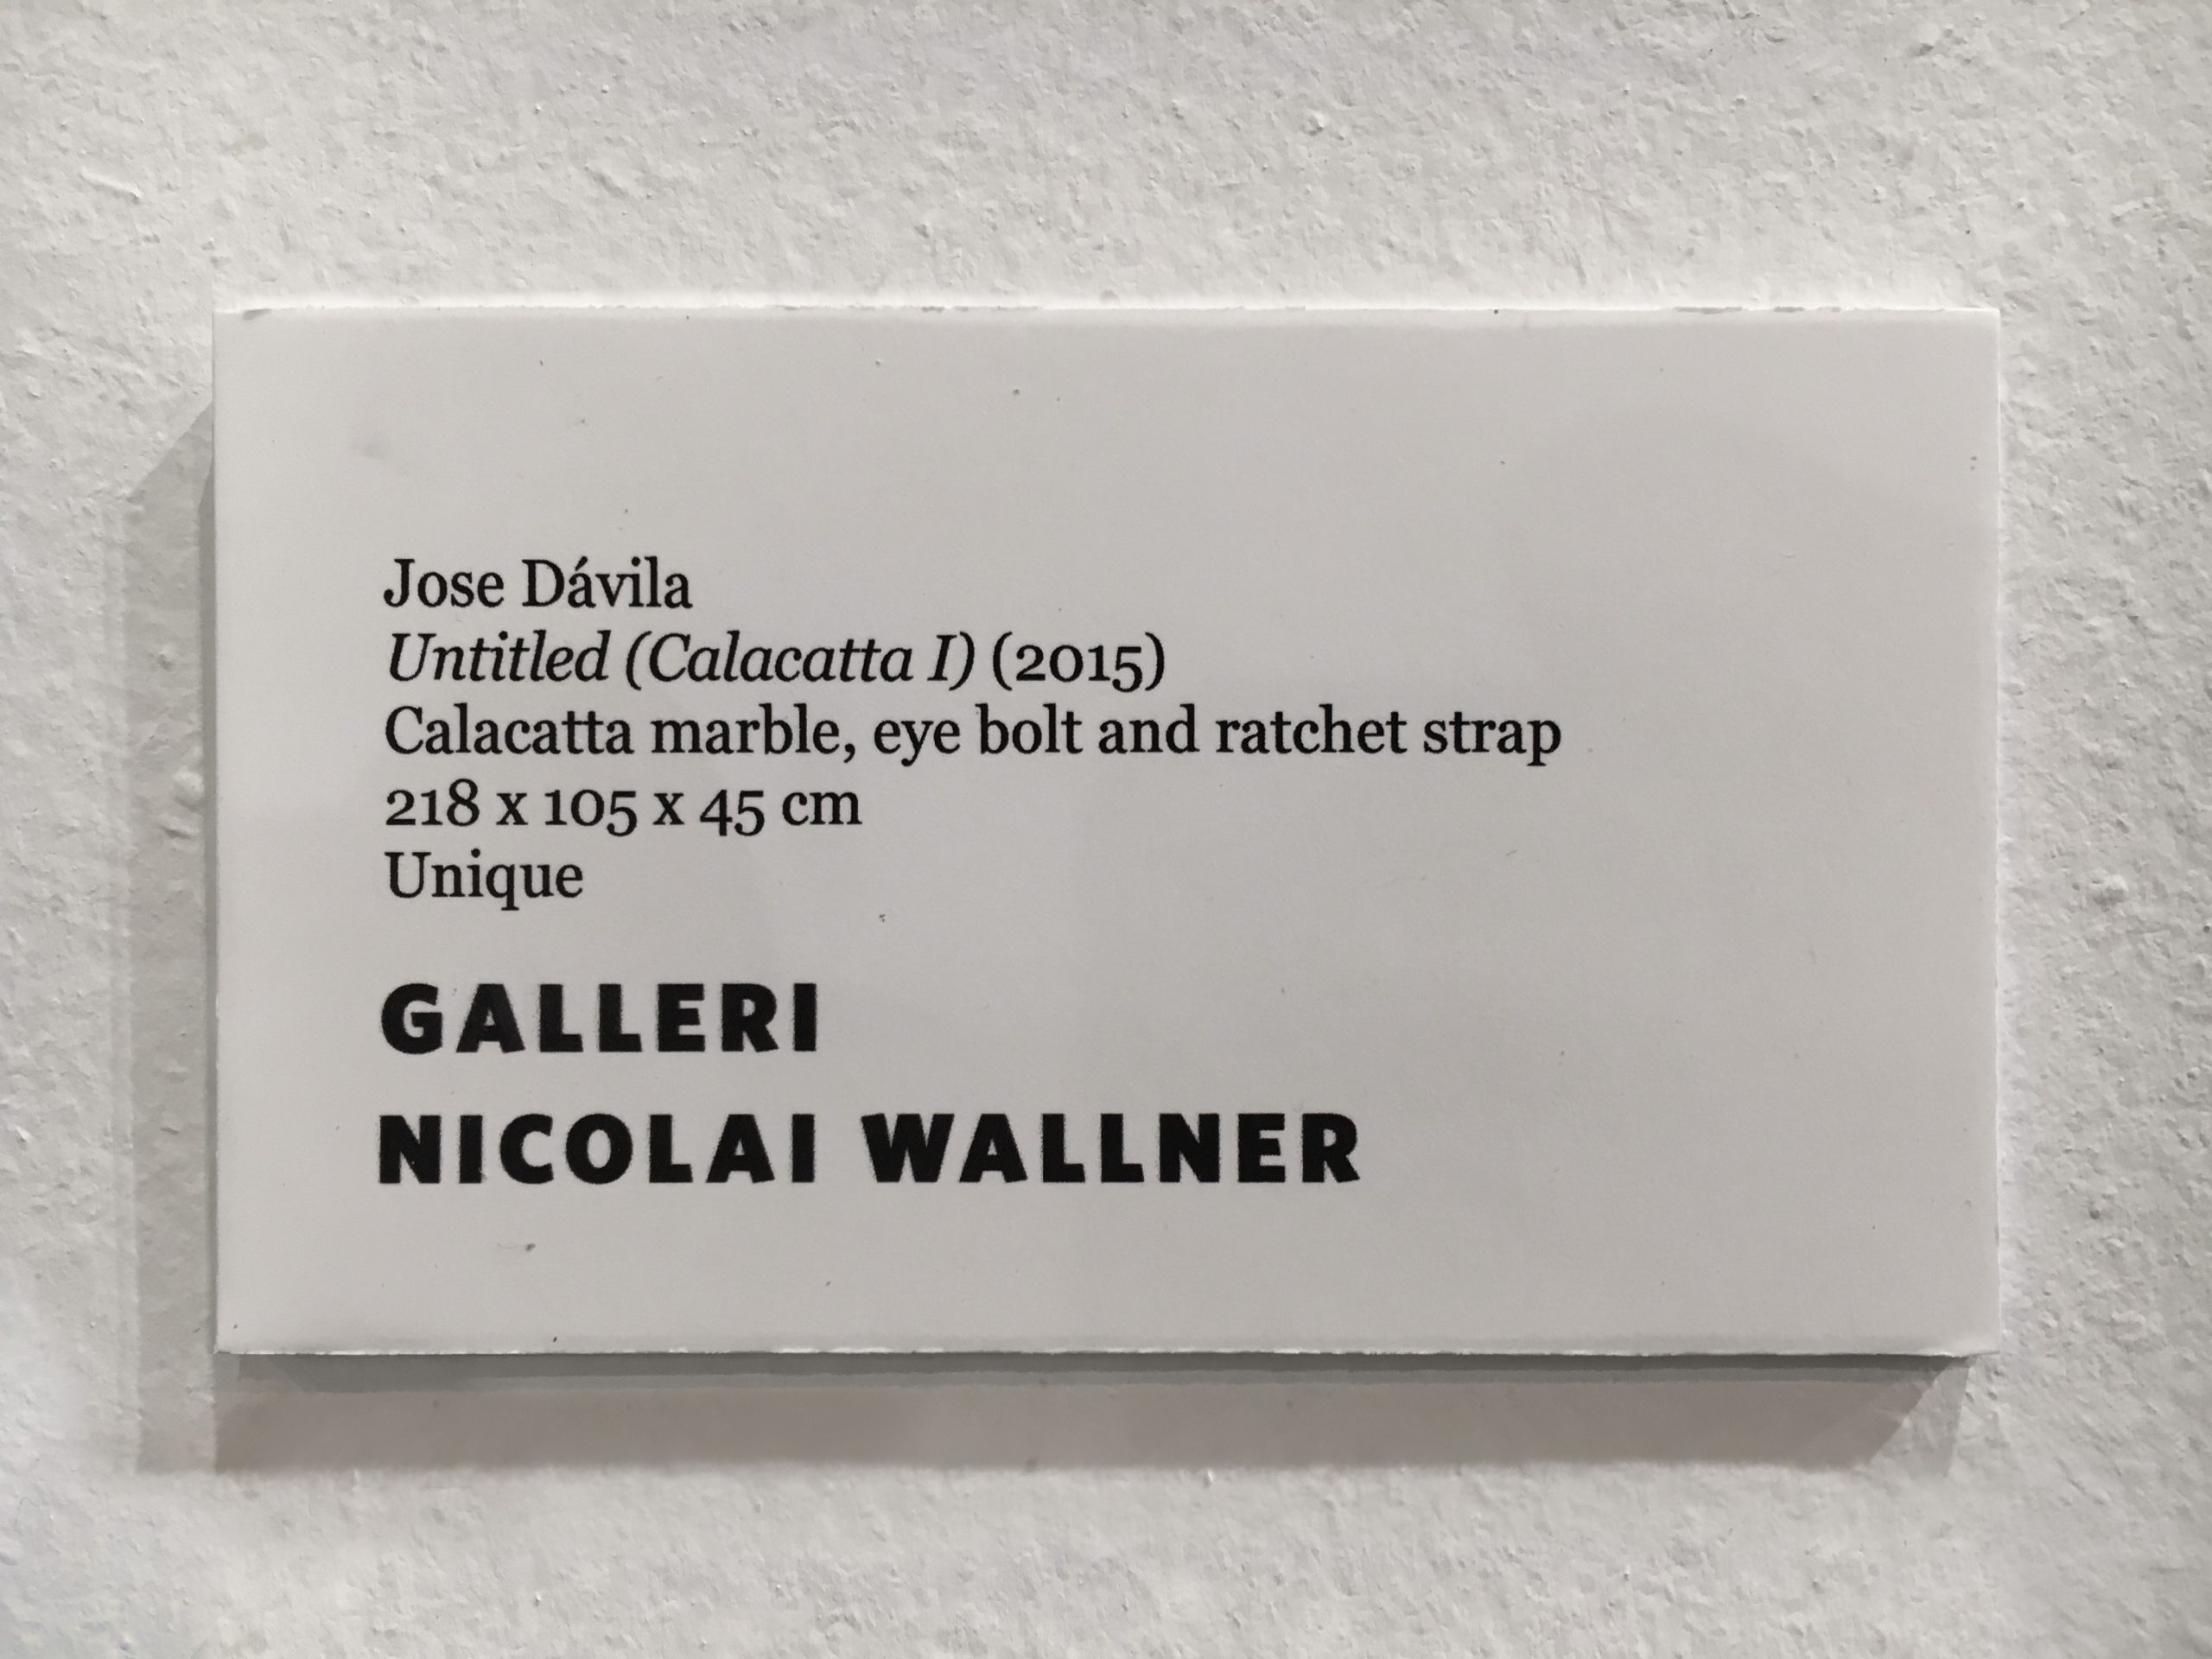 Jose Dávila
Untitled (Calacatta I) (2015)
Calacatta marble, eye bolt and ratchet strap
218 x 105 x 45 cm
Unique
GALLERI
NICOLAI WALLNER